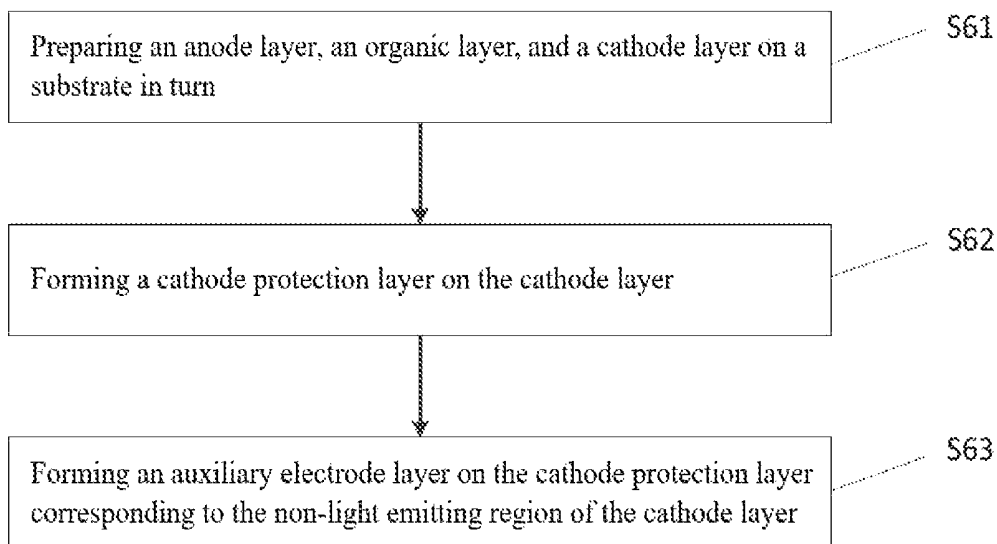 Preparing an anode layer, an organic layer, and a cathode layer on a
substrate in turn
S61
Forming a cathode protection layer on the cathode layer
S62
Forming an auxiliary electrode layer on the cathode protection layer
corresponding to the non-light emitting region of the cathode layer
S63